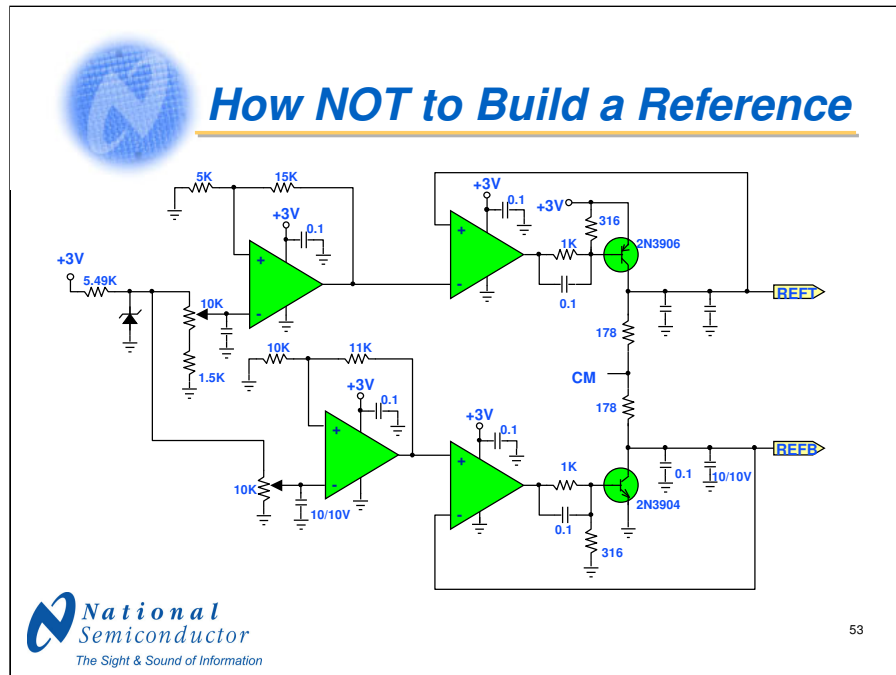 How NOT to Build a Reference
5K
15K
+3V
0.1
+3V
5.49K
10K
+
-
1.5K
+3V
0.1
+
-
+3V
316
1K
2N3906
0.1
REFT
178
CM
178
10K
11K
+3V
0.1
+
-
10K
10/10V
+3V
0.1
+
-
1K
0.1
2N3904
316
0.1
10/10V
REFB
National
Semiconductor
The Sight & Sound of Information
53